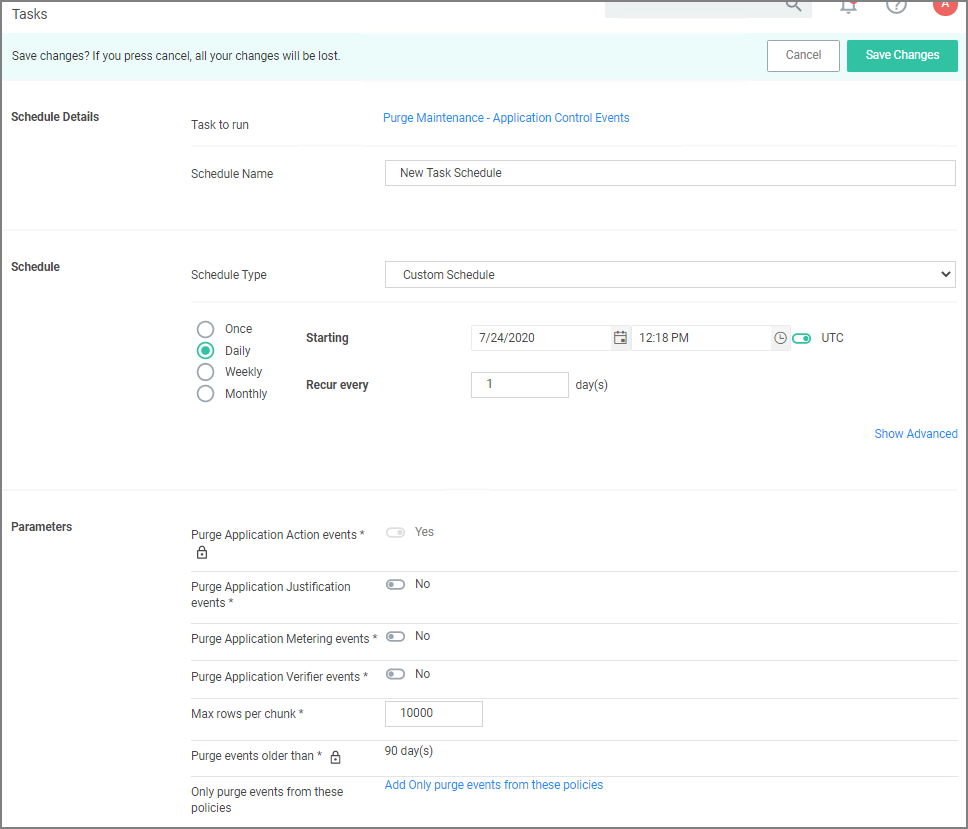 Tasks
A
Save changes? If you press cancel, all your changes will be lost.
Cancel
Save Changes
Schedule Details
Task to run
Purge Maintenance - Application Control Events
Schedule Name
New Task Schedule
Schedule
Schedule Type
Custom Schedule
Once
Daily
Weekly
Monthly
Starting
7/24/2020
12:18 PM
UTC
Recur every
1
day(s)
Show Advanced
Parameters
Purge Application Action events *
Yes
Purge Application Justification
events *
No
Purge Application Metering events *
No
Purge Application Verifier events *
No
Max rows per chunk *
10000
Purge events older than *
90 day(s)
Only purge events from these
policies
Add Only purge events from these policies